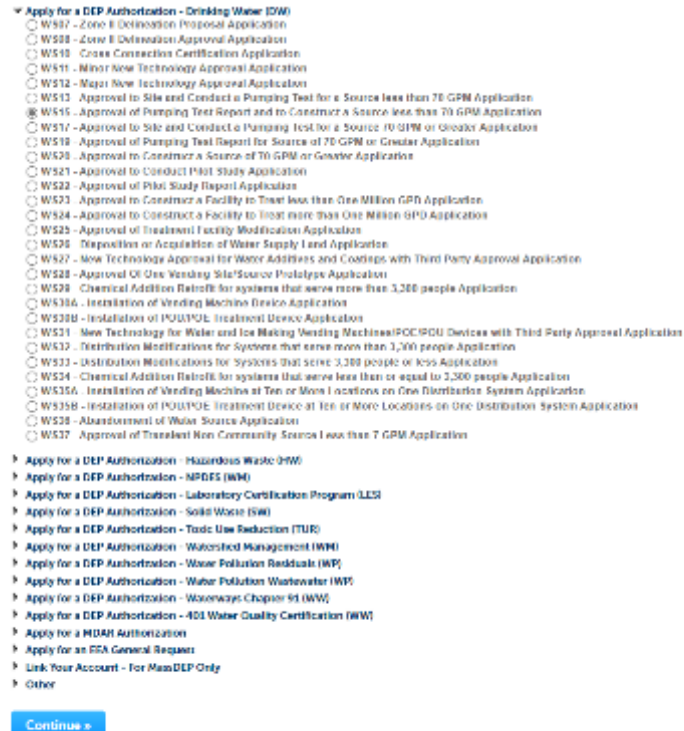 Apply for a DEP Authorization - Drinking Water (DW)
WS07 - Zone II Delineation Proposal Application
WS08 - Zone II Delineation Approval Application
WS10 - Cross Connection Certification Application
WS11 - Minor New Technology Approval Application
WS12 - Major New Technology Approval Application
WS13 - Approval to Site and Conduct a Pumping Test for a Source less than 70 GPM Application
WS15 - Approval of Pumping Test Report and to Construct a Source less than 70 GPM Application
WS17 - Approval to Site and Conduct a Pumping Test for a Source 70 GPM or Greater Application
WS19 - Approval of Pumping Test Report for Source of 70 GPM or Greater Application
WS20 - Approval to Construct a Source of 70 GPM or Greater Application
WS21 - Approval to Conduct Pilot Study Application
WS22 - Approval of Pilot Study Report Application
WS23 - Approval to Construct a Facility to Treat less than One Million GPD Application
WS24 - Approval to Construct a Facility to Treat more than One Million GPD Application
WS25 - Approval of Treatment Facility Modification Application
WS26 - Disposition or Acquisition of Water Supply Land Application
WS27 - New Technology Approval for Water Additives and Coatings with Third Party Approval Application
WS28 - Approval Of One Vending Site/Source Prototype Application
WS29 - Chemical Addition Retrofit for systems that serve more than 3,300 people Application
WS30A - Installation of Vending Machine Device Application
WS30B - Installation of POU/POE Treatment Device Application
WS31 - New Technology for Water and Ice Making Vending Machines/POE/POU Devices with Third Party Approval Application
WS32 - Distribution Modifications for Systems that serve more than 3,300 people Application
WS33 - Distribution Modifications for Systems that serve 3,300 people or less Application
WS34 - Chemical Addition Retrofit for systems that serve less than or equal to 3,300 people Application
WS35A - Installation of Vending Machine at Ten or More Locations on One Distribution System Application
WS35B - Installation of POU/POE Treatment Device at Ten or More Locations on One Distribution System Application
WS36 - Abandonment of Water Source Application
WS37 - Approval of Transient Non Community Source Less than 7 GPM Application
Apply for a DEP Authorization - Hazardous Waste (HW)
Apply for a DEP Authorization - NPDES (WM)
Apply for a DEP Authorization - Laboratory Certification Program (LES)
Apply for a DEP Authorization - Solid Waste (SW)
Apply for a DEP Authorization - Toxic Use Reduction (TUR)
Apply for a DEP Authorization - Watershed Management (WM)
Apply for a DEP Authorization - Water Pollution Residuals (WP)
Apply for a DEP Authorization - Water Pollution Wastewater (WP)
Apply for a DEP Authorization - Waterways Chapter 91 (WW)
Apply for a DEP Authorization - 401 Water Quality Certification (WW)
Apply for a MDAR Authorization
Apply for an EEA General Request
Link Your Account - For MassDEP Only
Other
Continue »